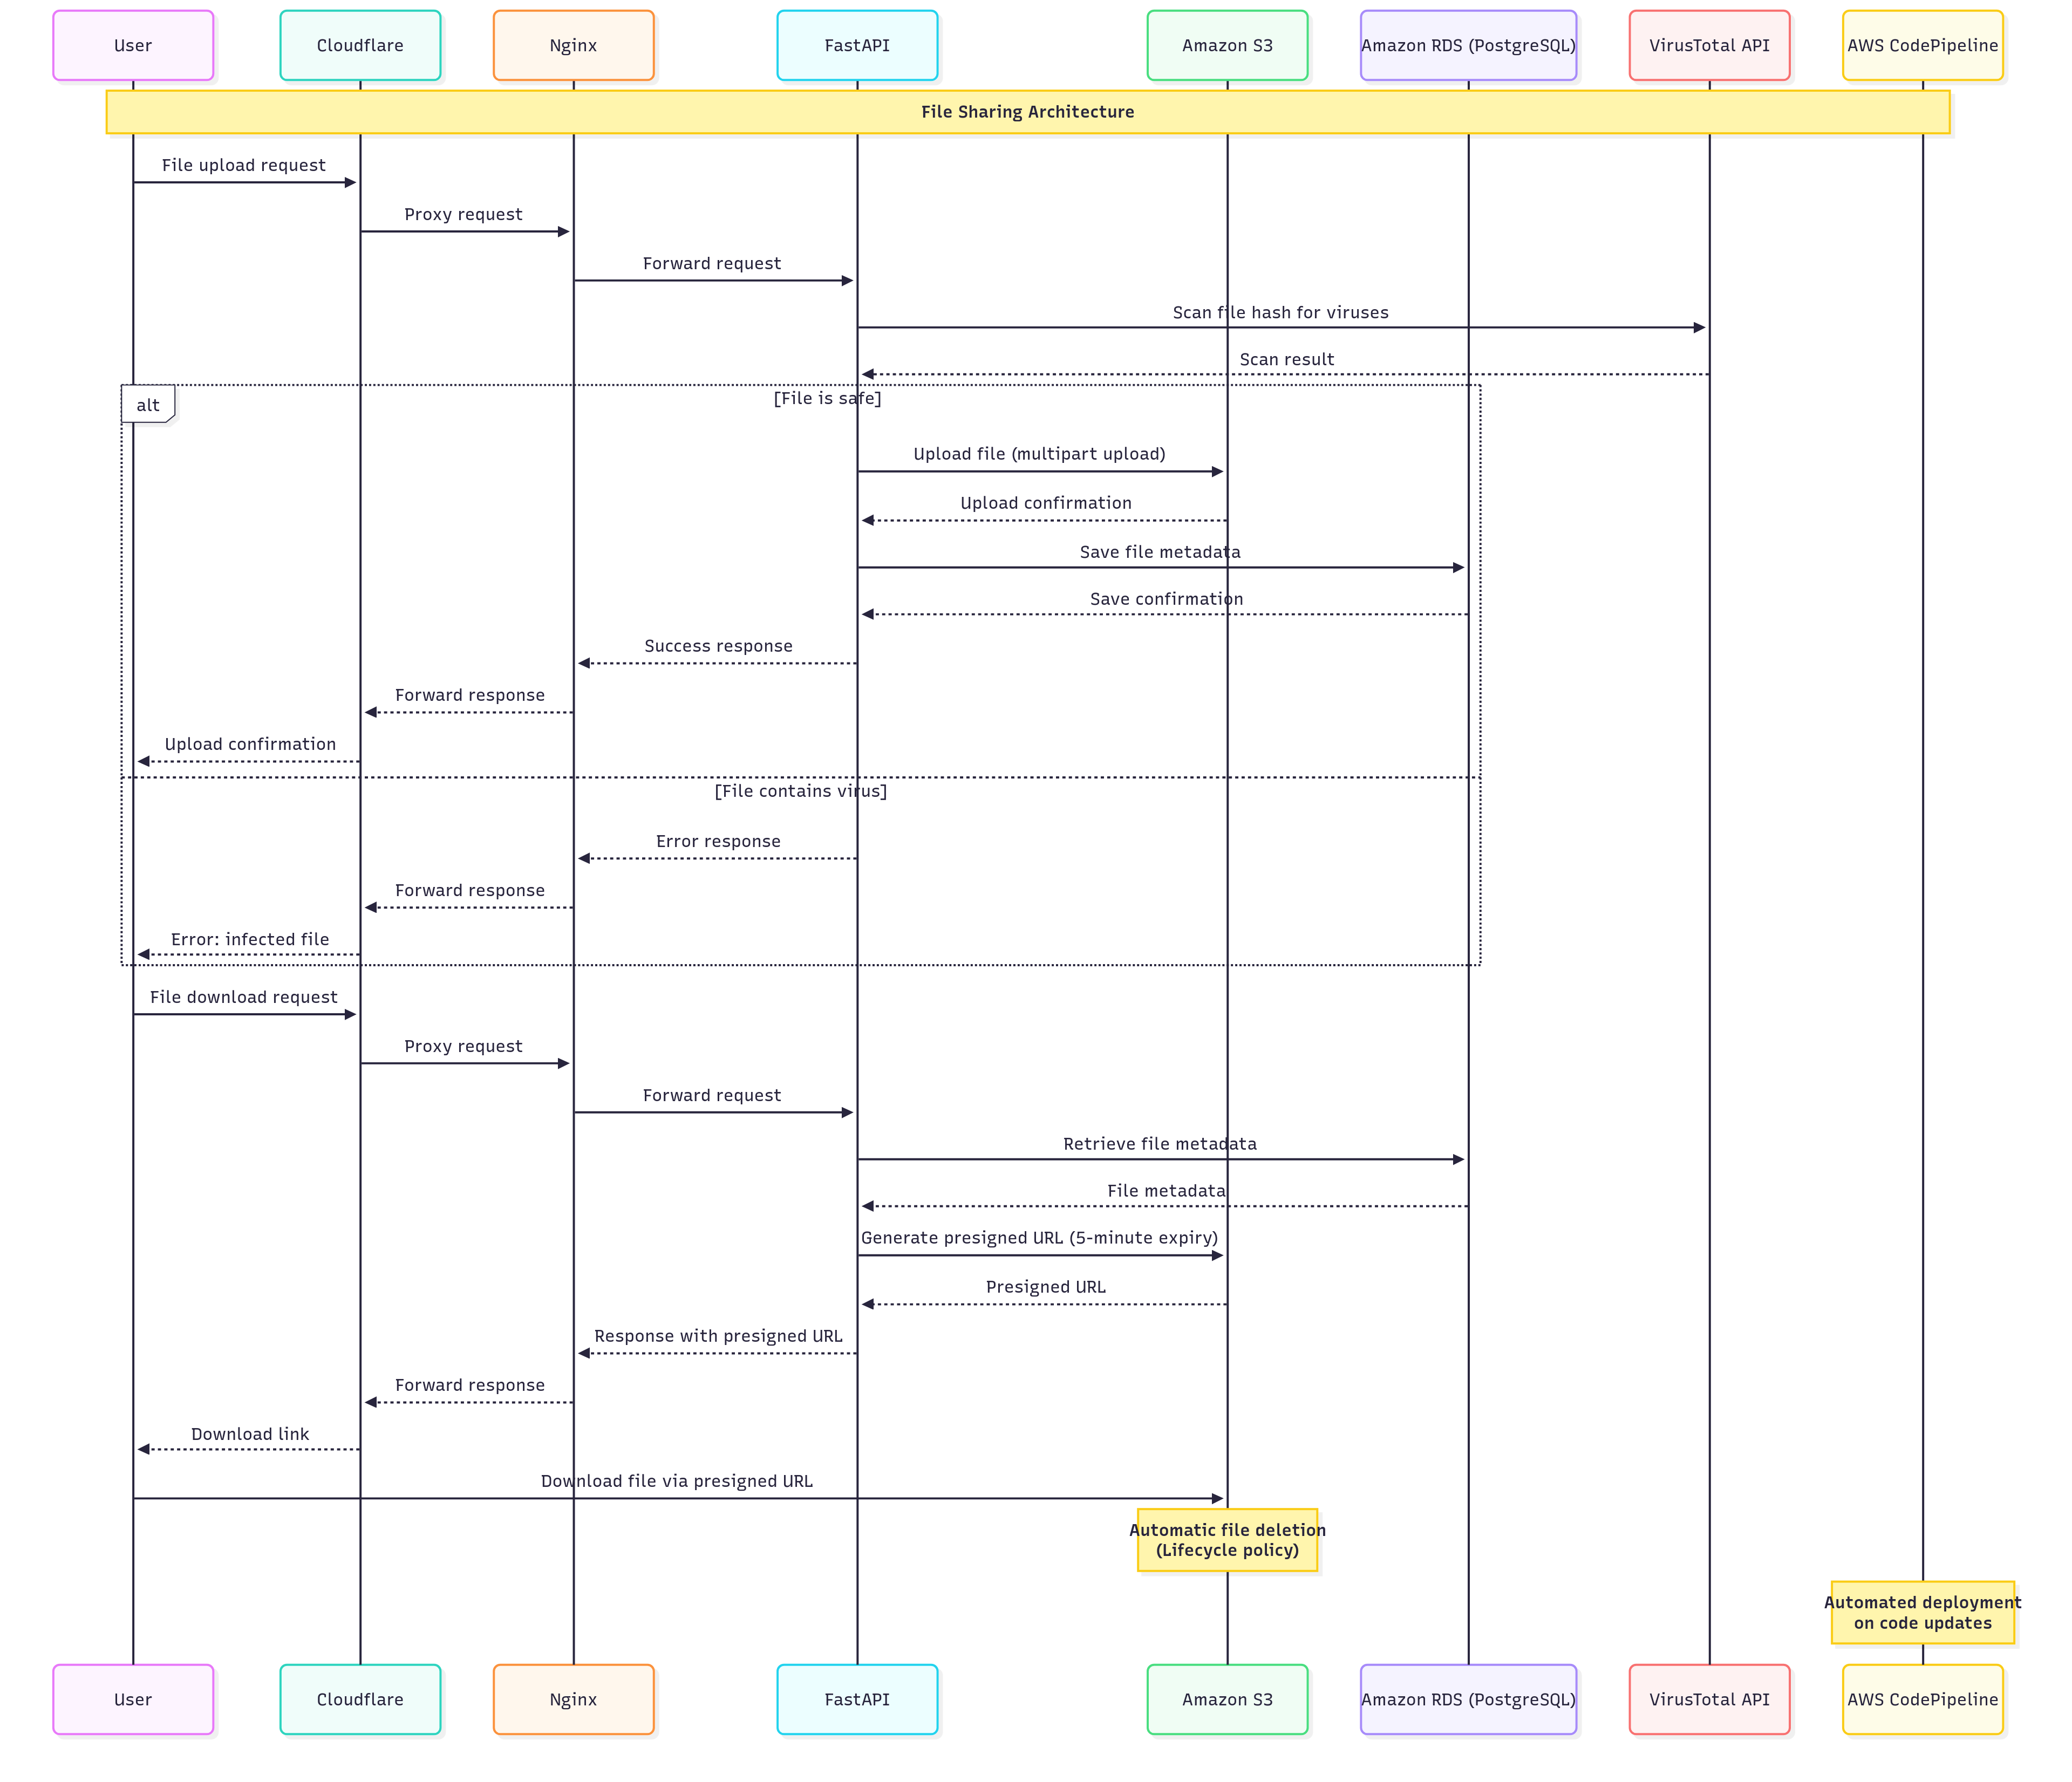 User
Cloudflare
Nginx
FastAPI
Amazon S3
Amazon RDS (PostgreSQL)
VirusTotal API
AWS CodePipeline
File Sharing Architecture
File upload request
Proxy request
Forward request
Scan file hash for viruses
Scan result
alt
[File is safe]
Upload file (multipart upload)
Upload confirmation
Save file metadata
Save confirmation
Success response
Forward response
Upload confirmation
[File contains virus]
Error response
Forward response
Error: infected file
File download request
Proxy request
Forward request
Retrieve file metadata
File metadata
Generate presigned URL (5-minute expiry)
Presigned URL
Response with presigned URL
Forward response
Download link
Download file via presigned URL
Automatic file deletion
(Lifecycle policy)
Automated deployment
on code updates
User
Cloudflare
Nginx
FastAPI
Amazon S3
Amazon RDS (PostgreSQL)
VirusTotal API
AWS CodePipeline